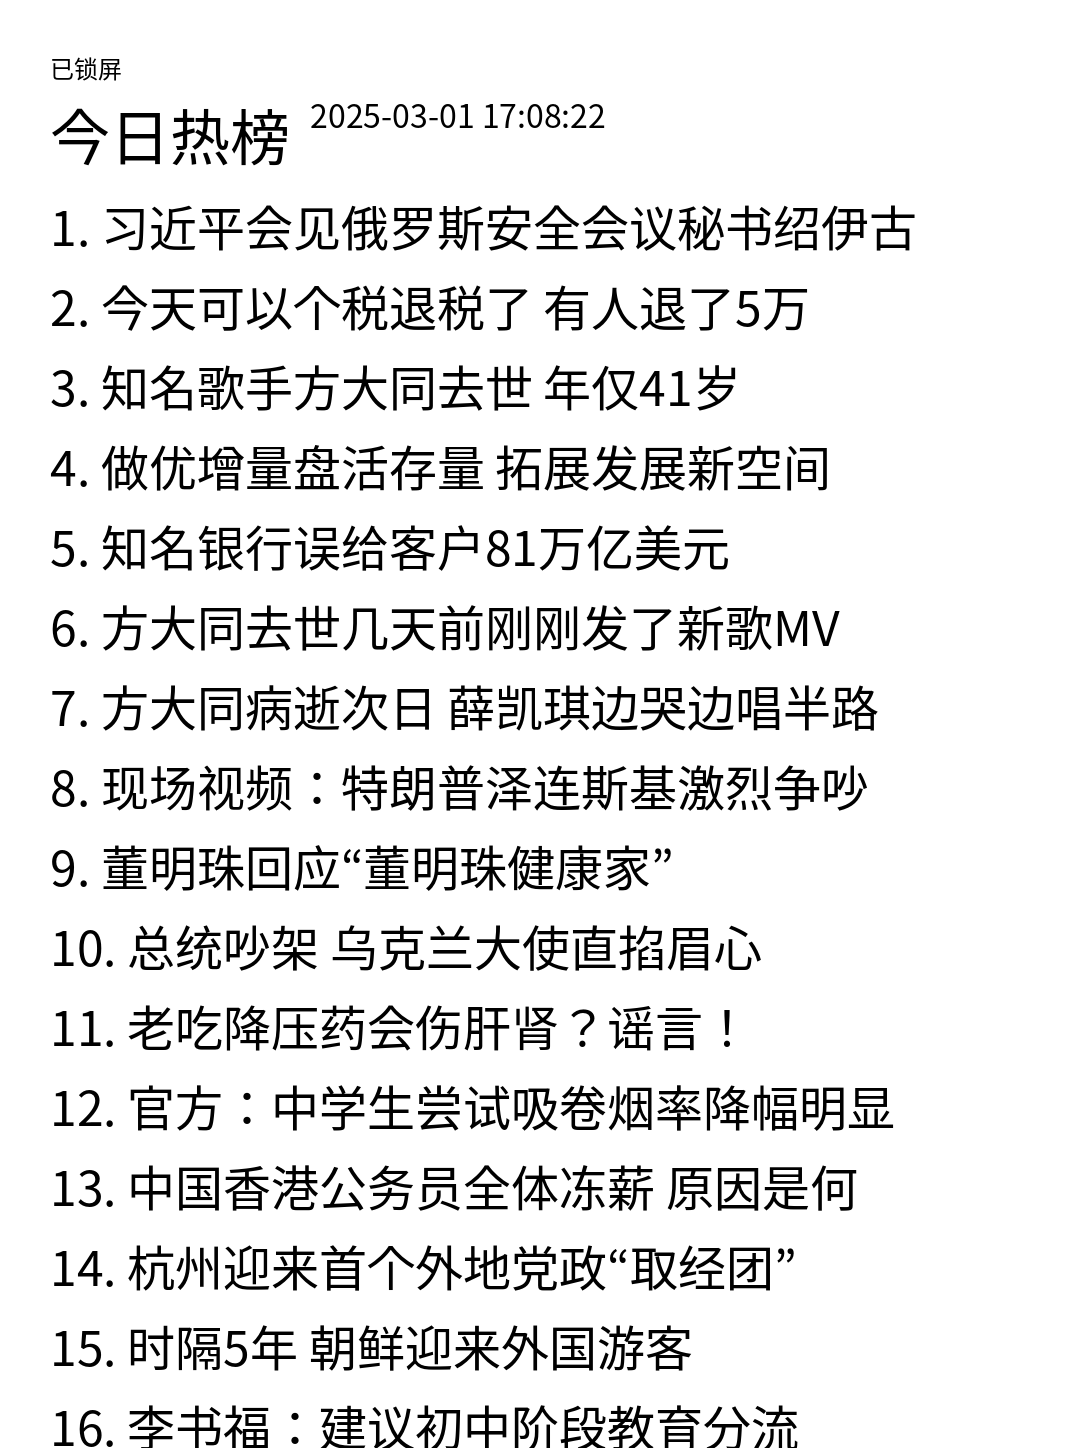 已锁屏
今日热榜 2025-03-01 17:08:22
1. 习近平会见俄罗斯安全会议秘书绍伊古
2. 今天可以个税退税了 有人退了5万
3. 知名歌手方大同去世 年仅41岁
4. 做优增量盘活存量 拓展发展新空间
5. 知名银行误给客户81万亿美元
6. 方大同去世几天前刚刚发了新歌MV
7. 方大同病逝次日 薛凯琪边哭边唱半路
8. 现场视频：特朗普泽连斯基激烈争吵
9. 董明珠回应“董明珠健康家”
10. 总统吵架 乌克兰大使直掐眉心
11. 老吃降压药会伤肝肾？谣言！
12. 官方：中学生尝试吸卷烟率降幅明显
13. 中国香港公务员全体冻薪 原因是何
14. 杭州迎来首个外地党政“取经团”
15. 时隔5年 朝鲜迎来外国游客
16. 李书福：建议初中阶段教育分流